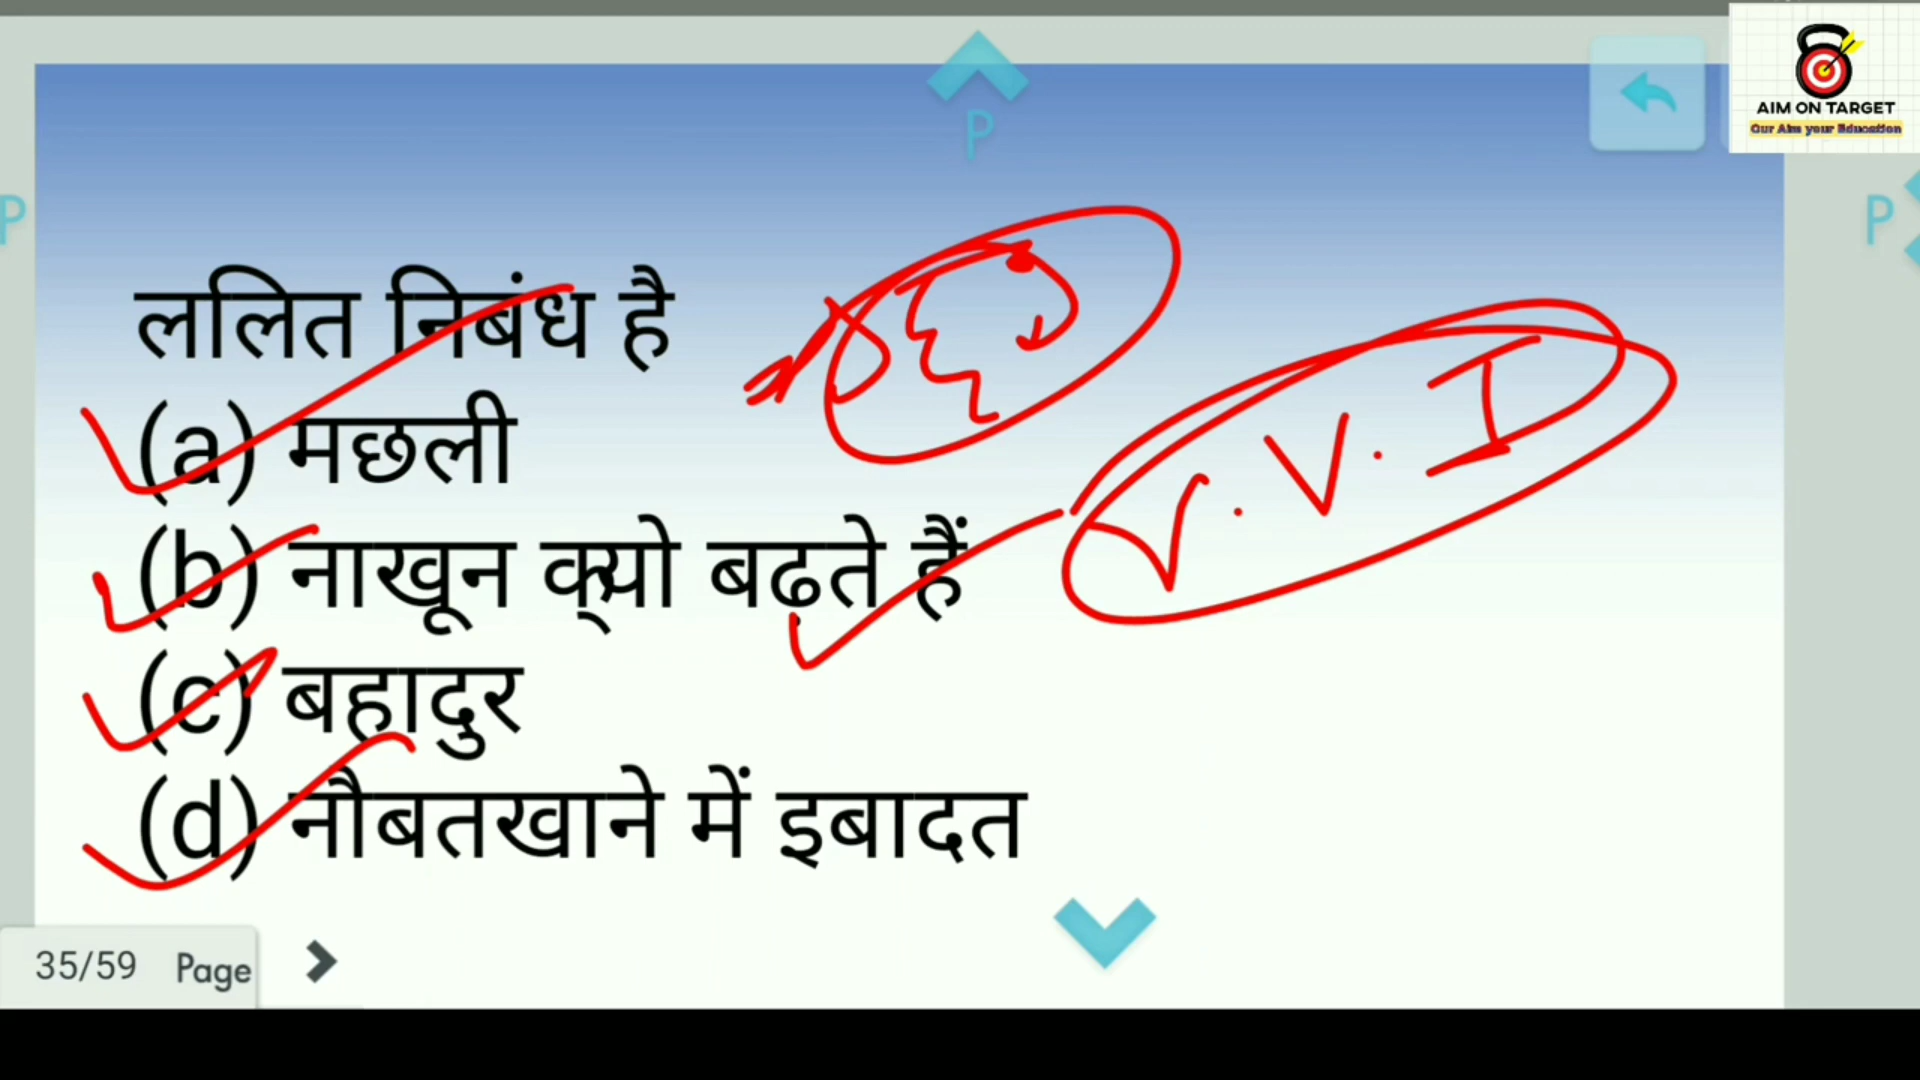 AIM ON TARGET
Our Aim your Education
P
P
P
ललित निबंध है
(a) मछली
(b) नाखून क्यो बढ़ते हैं
(c) बहादुर
(d) नौबतखाने में इबादत
V.V.I
35/59 Page